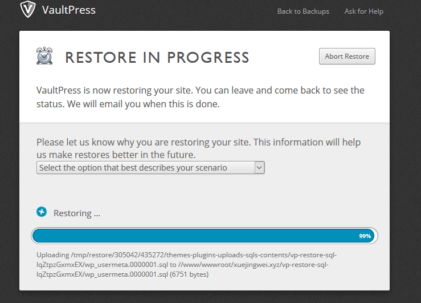 VaultPress
Back to Backups Ask for Help
RESTORE IN PROGRESS
Abort Restore
VaultPress is now restoring your site. You can leave and come back to see the
status. We will email you when this is done.
Please let us know why you are restoring your site. This information will help
us make restores better in the future.
Select the option that best describes your scenario
Restoring ...
99%
Uploading /tmp/restore/305042/435272/themes-plugins-uploads-sqls-contents/vp-restore-sql-
IqZtpzGxmxEX/wp_usermeta.0000001.sql to //www/wwwroot/xuejingwei.xyz/vp-restore-sql-
IqZtpzGxmxEX/wp_usermeta.0000001.sql (6751 bytes)